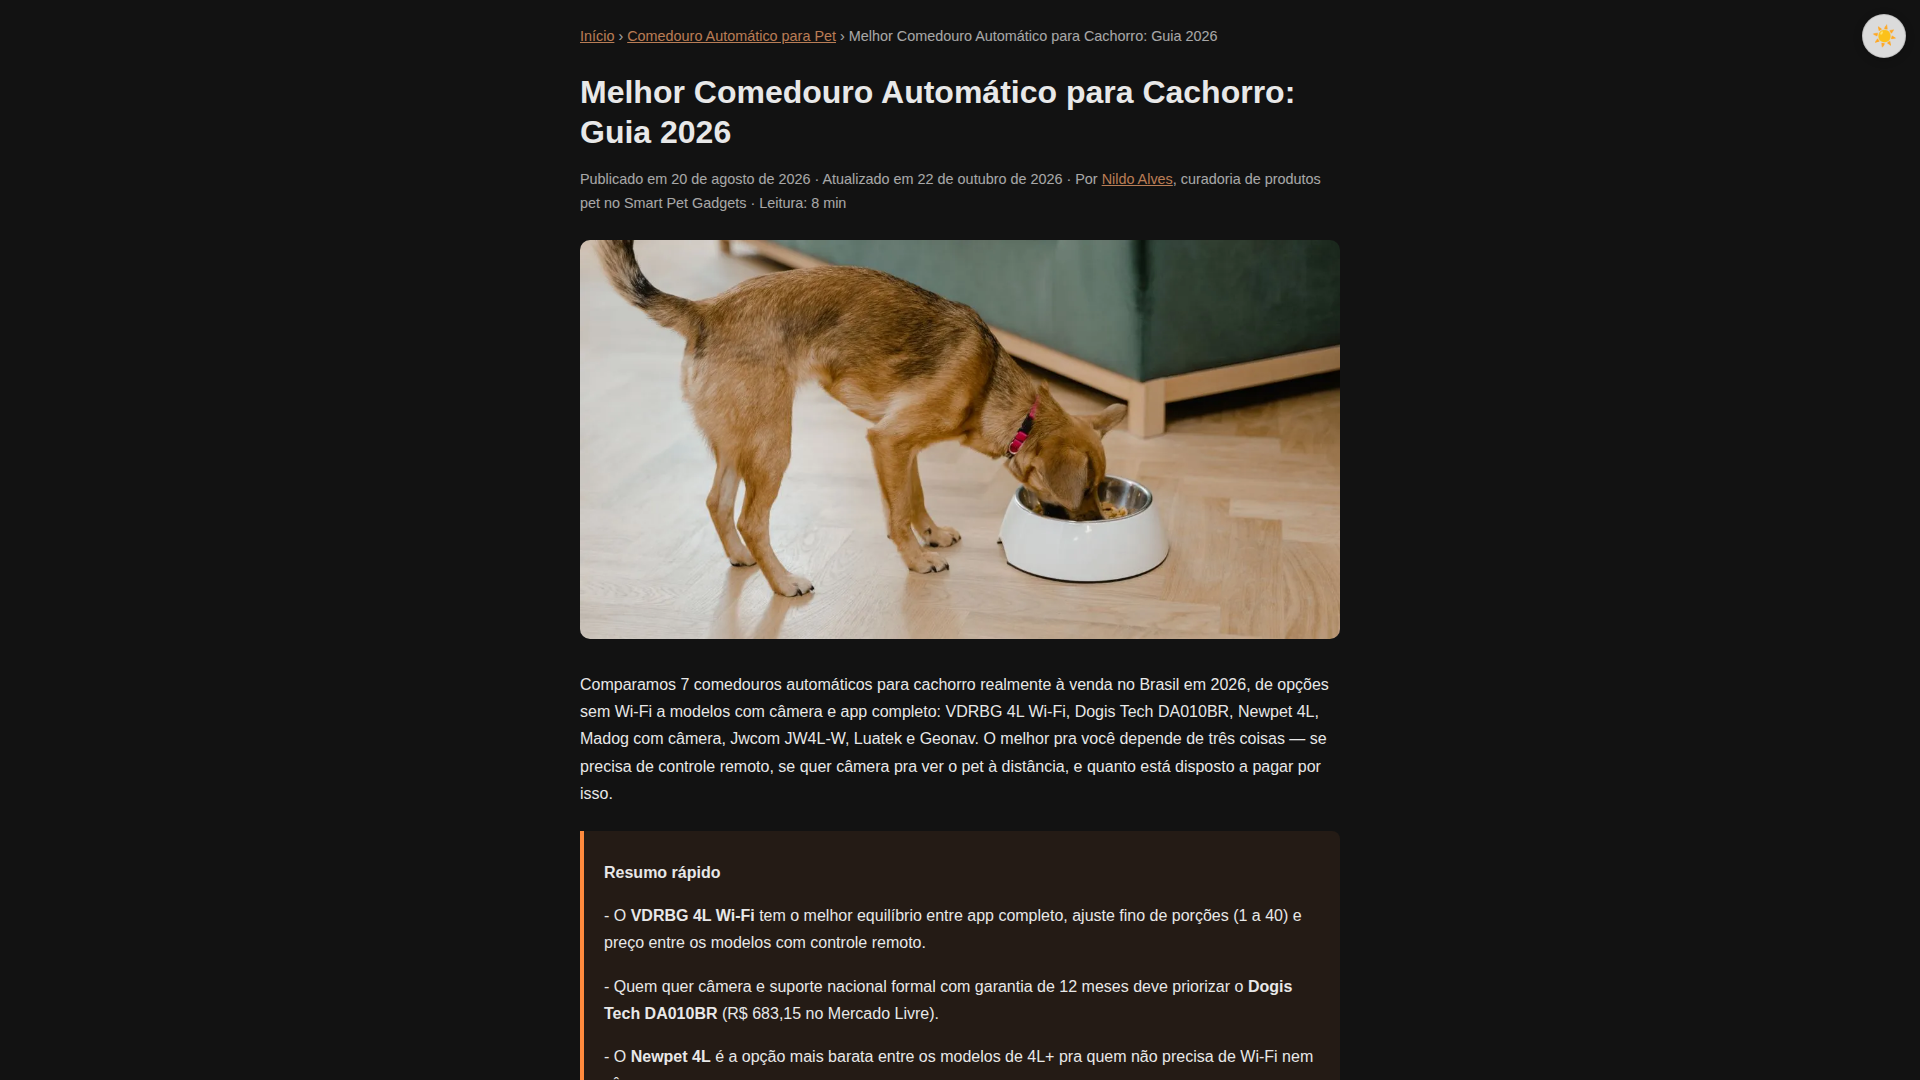 Início › Comedouro Automático para Pet › Melhor Comedouro Automático para Cachorro: Guia 2026
Melhor Comedouro Automático para Cachorro:
Guia 2026
Publicado em 20 de agosto de 2026 · Atualizado em 22 de outubro de 2026 · Por Nildo Alves, curadoria de produtos
pet no Smart Pet Gadgets · Leitura: 8 min
Comparamos 7 comedouros automáticos para cachorro realmente à venda no Brasil em 2026, de opções
sem Wi-Fi a modelos com câmera e app completo: VDRBG 4L Wi-Fi, Dogis Tech DA010BR, Newpet 4L,
Madog com câmera, Jwcom JW4L-W, Luatek e Geonav. O melhor pra você depende de três coisas — se
precisa de controle remoto, se quer câmera pra ver o pet à distância, e quanto está disposto a pagar por
isso.
Resumo rápido
- O VDRBG 4L Wi-Fi tem o melhor equilíbrio entre app completo, ajuste fino de porções (1 a 40) e
preço entre os modelos com controle remoto.
- Quem quer câmera e suporte nacional formal com garantia de 12 meses deve priorizar o Dogis
Tech DA010BR (R$ 683,15 no Mercado Livre).
- O Newpet 4L é a opção mais barata entre os modelos de 4L+ pra quem não precisa de Wi-Fi nem